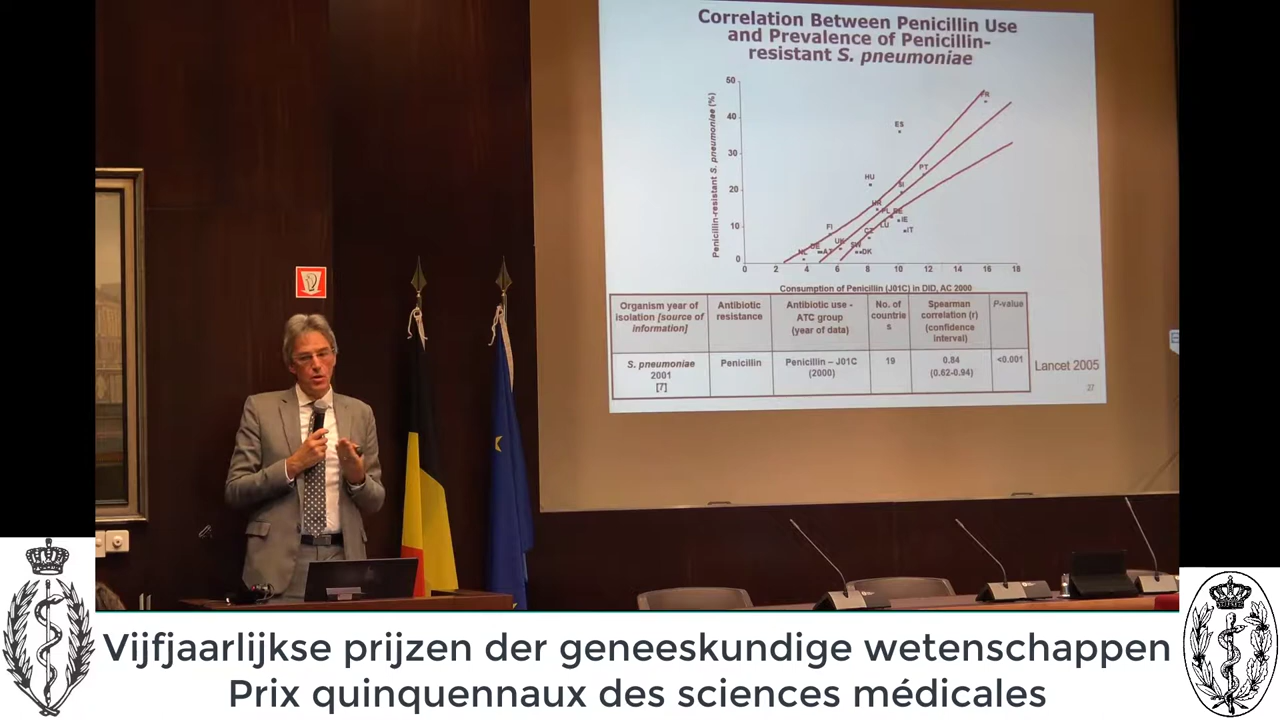 Correlation Between Penicillin Use
and Prevalence of Penicillin-
resistant S. pneumoniae
Penicillin-resistant S. pneumoniae (%)
50
40
30
20
10
0
FR
ES
PT
HU
SI
HR
PL
BE
IE
LU
IT
FI
CZ
UK
DE
AT
DK
NL
0 2 4 6 8 10 12 14 16 18
Consumption of Penicillin (J01C) in DID, AC 2000
Organism year of
isolation [source of
information]
Antibiotic
resistance
Antibiotic use -
ATC group
(year of data)
No. of
countrie
s
Spearman
correlation (r)
(confidence
interval)
P-value
S. pneumoniae
2001
[7]
Penicillin
Penicillin – J01C
(2000)
19
0.84
(0.62-0.94)
<0.001
Lancet 2005
27
Vijfjaarlijkse prijzen der geneeskundige wetenschappen
Prix quinquennaux des sciences médicales